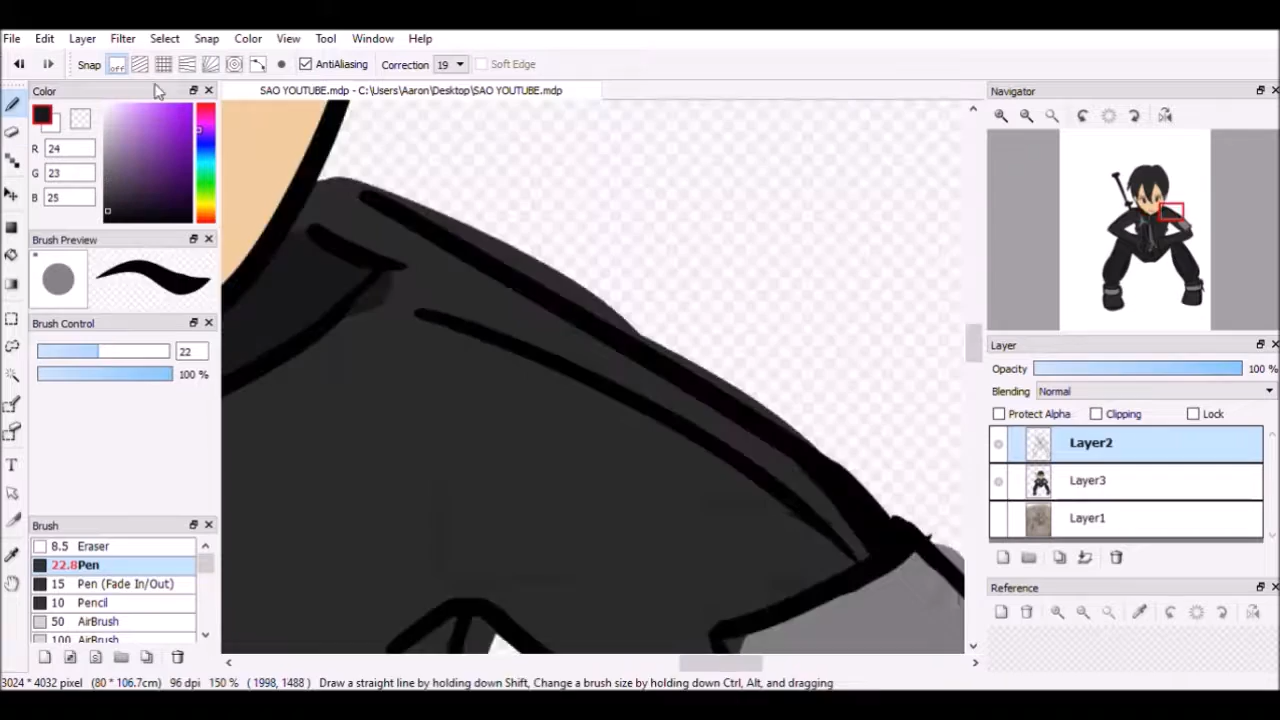 File Edit Layer Filter Select Snap Color View Tool Window Help
Snap off AntiAliasing Correction 19 Soft Edge
Color
SAO YOUTUBE.mdp - C:\Users\Aaron\Desktop\SAO YOUTUBE.mdp
Navigator
R 24
G 23
B 25
Brush Preview
Brush Control
22
100 %
Layer
Opacity 100 %
Blending Normal
Protect Alpha Clipping Lock
Layer2
Layer3
Layer1
Brush
8.5 Eraser
22.8 Pen
15 Pen (Fade In/Out)
10 Pencil
50 AirBrush
100 AirBrush
Reference
3024 * 4032 pixel (80 * 106.7cm) 96 dpi 150 % ( 1998, 1488 ) Draw a straight line by holding down Shift, Change a brush size by holding down Ctrl, Alt, and dragging